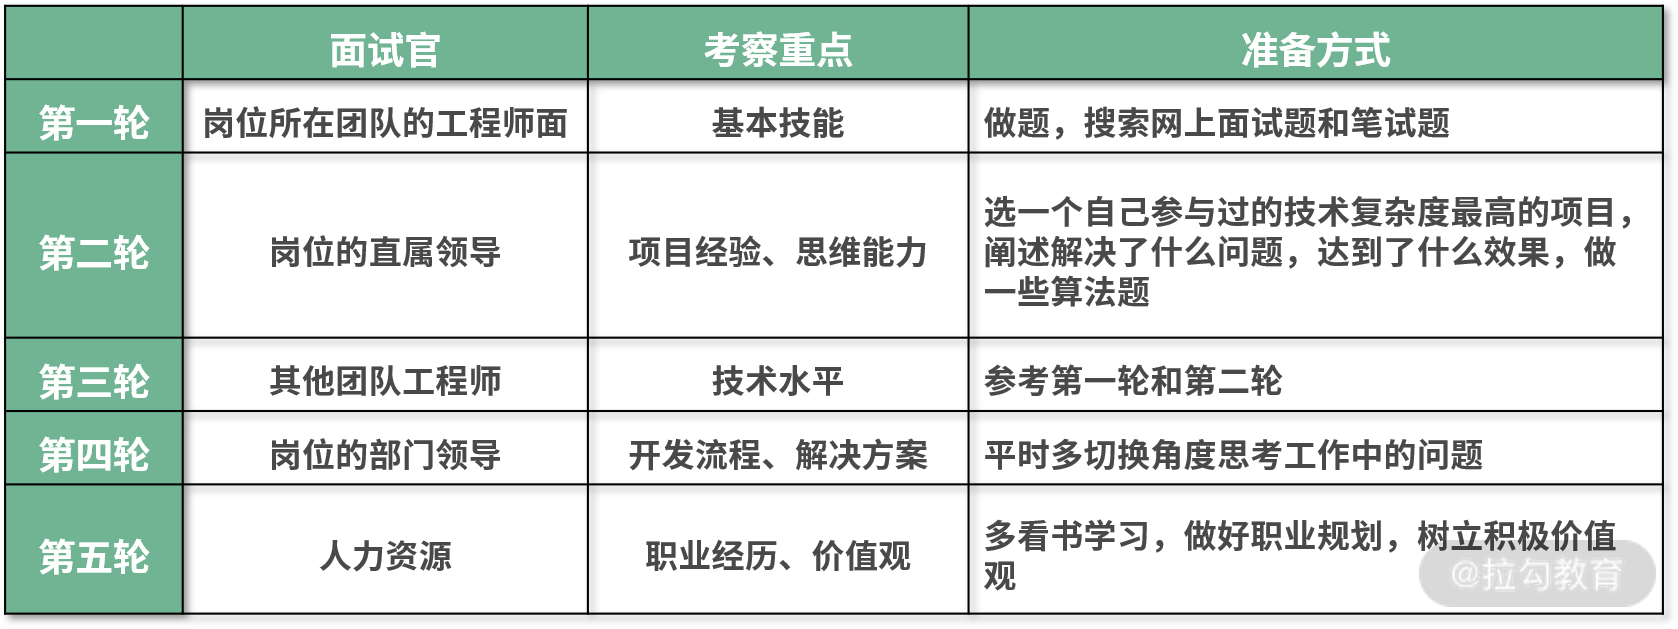 面试官 考察重点 准备方式
第一轮 岗位所在团队的工程师面 基本技能 做题，搜索网上面试题和笔试题
第二轮 岗位的直属领导 项目经验、思维能力 选一个自己参与过的技术复杂度最高的项目，
阐述解决了什么问题，达到了什么效果，做
一些算法题
第三轮 其他团队工程师 技术水平 参考第一轮和第二轮
第四轮 岗位的部门领导 开发流程、解决方案 平时多切换角度思考工作中的问题
第五轮 人力资源 职业经历、价值观 多看书学习，做好职业规划，树立积极价值
观
@拉勾教育